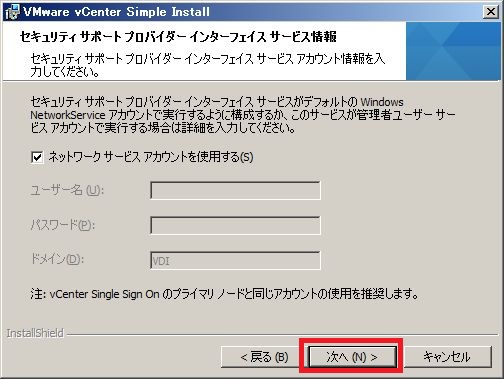 VMware vCenter Simple Install
セキュリティ サポート プロバイダー インターフェイス サービス情報
セキュリティ サポート プロバイダー インターフェイス サービス アカウント情報を入
力してください。
セキュリティ サポート プロバイダー インターフェイス サービスがデフォルトの Windows
NetworkService アカウントで実行するように構成するか、このサービスが管理者ユーザー サー
ビス アカウントで実行する場合は詳細を入力してください。
ネットワーク サービス アカウントを使用する(S)
ユーザー名 (U):
パスワード(P):
ドメイン(D):
VDI
注: vCenter Single Sign On のプライマリ ノードと同じアカウントの使用を推奨します。
InstallShield
< 戻る (B)
次へ (N) >
キャンセル